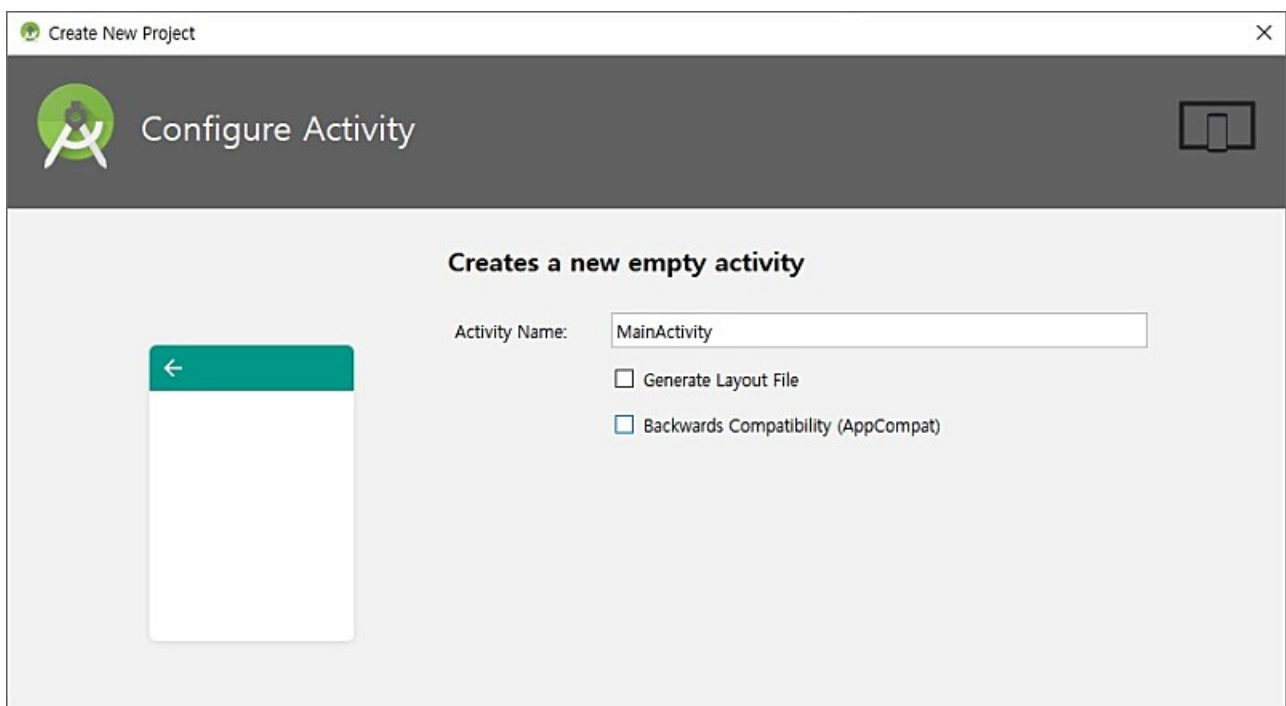 Create New Project
Configure Activity
Creates a new empty activity
Activity Name: MainActivity
Generate Layout File
Backwards Compatibility (AppCompat)